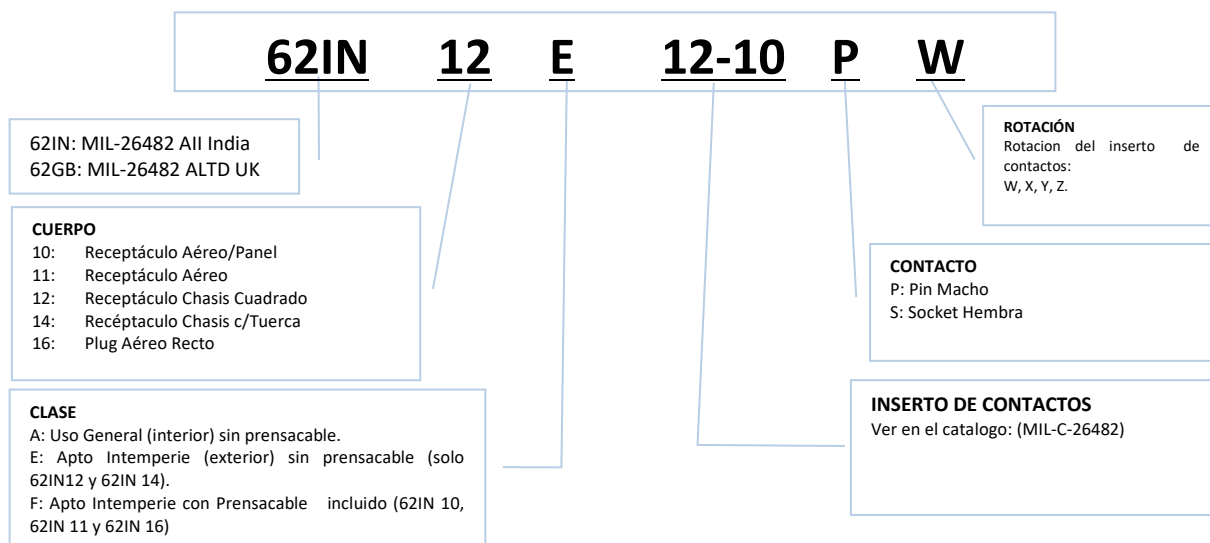 62IN 12 E 12-10 P W
62IN: MIL-26482 AIl India
62GB: MIL-26482 ALTD UK
CUERPO
10: Receptáculo Aéreo/Panel
11: Receptáculo Aéreo
12: Receptáculo Chasis Cuadrado
14: Recéptaculo Chasis c/Tuerca
16: Plug Aéreo Recto
CLASE
A: Uso General (interior) sin prensacable.
E: Apto Intemperie (exterior) sin prensacable (solo
62IN12 y 62IN 14).
F: Apto Intemperie con Prensacable incluido (62IN 10,
62IN 11 y 62IN 16)
ROTACIÓN
Rotacion del inserto de
contactos:
W, X, Y, Z.
CONTACTO
P: Pin Macho
S: Socket Hembra
INSERTO DE CONTACTOS
Ver en el catalogo: (MIL-C-26482)